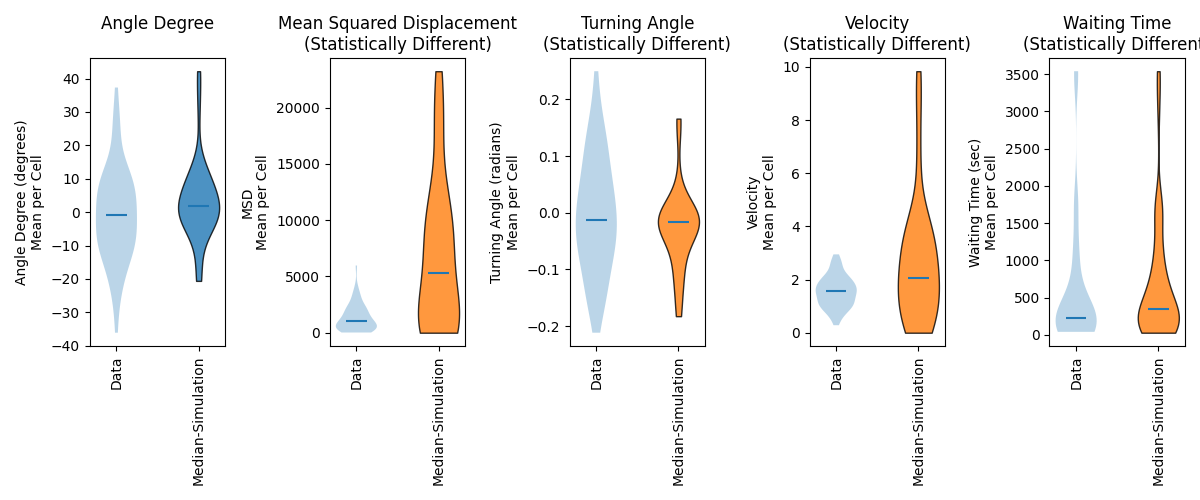 Angle Degree
Mean Squared Displacement
(Statistically Different)
Turning Angle
(Statistically Different)
Velocity
(Statistically Different)
Waiting Time
(Statistically Different
Angle Degree (degrees)
Mean per Cell
40
30
20
10
0
−10
−20
−30
−40
Data
Median-Simulation
MSD
Mean per Cell
20000
15000
10000
5000
0
Data
Median-Simulation
Turning Angle (radians)
Mean per Cell
0.2
0.1
0.0
−0.1
−0.2
Data
Median-Simulation
Velocity
Mean per Cell
10
8
6
4
2
0
Data
Median-Simulation
Waiting Time (sec)
Mean per Cell
3500
3000
2500
2000
1500
1000
500
0
Data
Median-Simulation